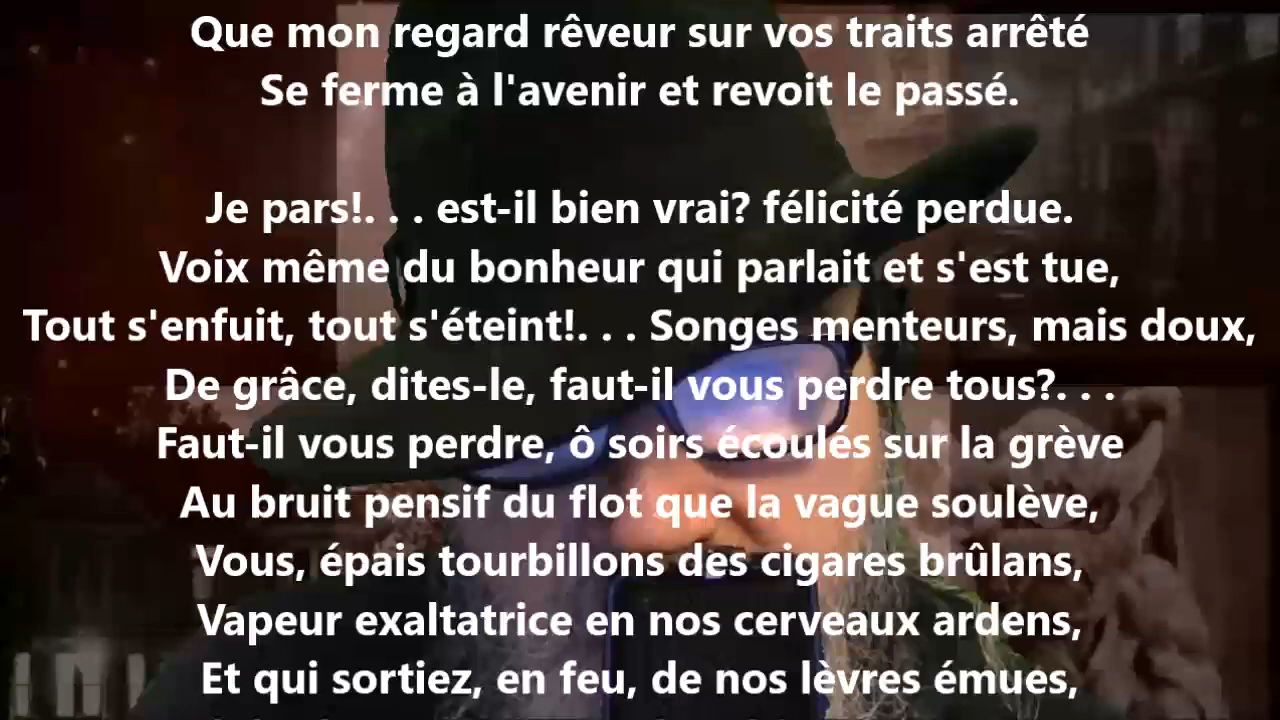 Que mon regard rêveur sur vos traits arrêté
Se ferme à l'avenir et revoit le passé.
Je pars!. . . est-il bien vrai? félicité perdue.
Voix même du bonheur qui parlait et s'est tue,
Tout s'enfuit, tout s'éteint!. . . Songes menteurs, mais doux,
De grâce, dites-le, faut-il vous perdre tous?. . .
Faut-il vous perdre, ô soirs écoulés sur la grève
Au bruit pensif du flot que la vague soulève,
Vous, épais tourbillons des cigares brûlans,
Vapeur exaltatrice en nos cerveaux ardens,
Et qui sortiez, en feu, de nos lèvres émues,